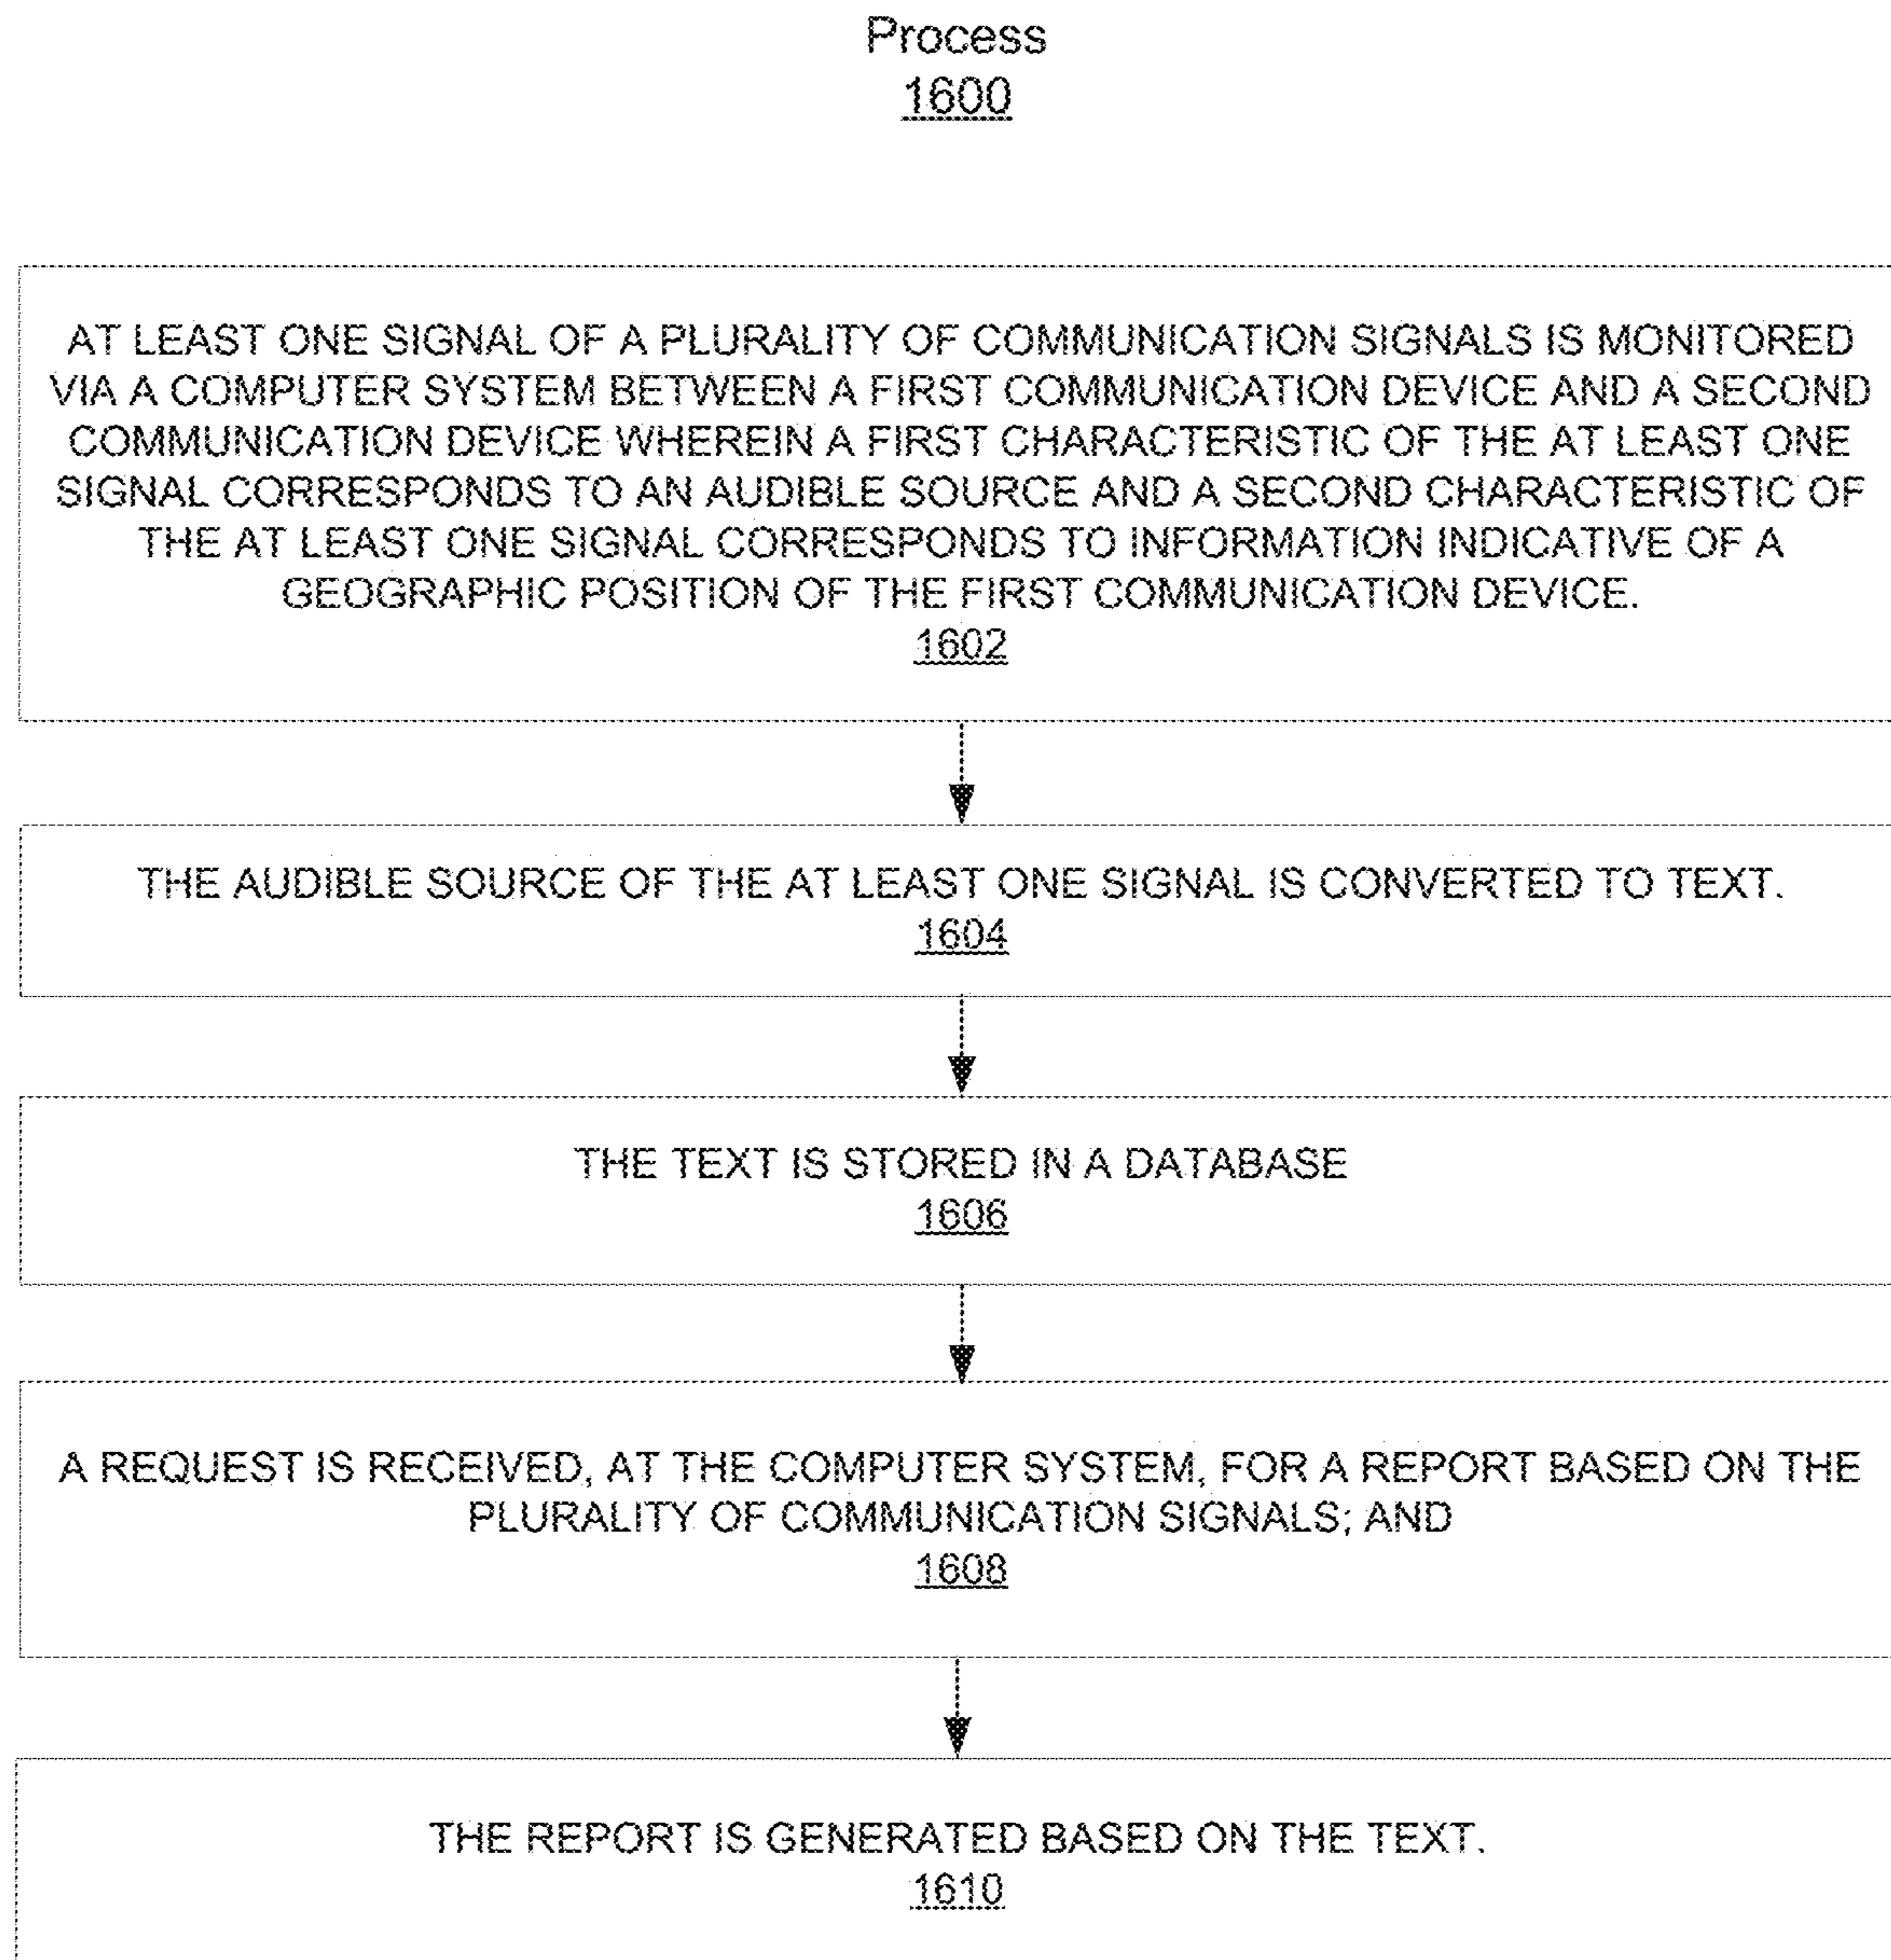 Process
1600
AT LEAST ONE SIGNAL OF A PLURALITY OF COMMUNICATION SIGNALS IS MONITORED
VIA A COMPUTER SYSTEM BETWEEN A FIRST COMMUNICATION DEVICE AND A SECOND
COMMUNICATION DEVICE WHEREIN A FIRST CHARACTERISTIC OF THE AT LEAST ONE
SIGNAL CORRESPONDS TO AN AUDIBLE SOURCE AND A SECOND CHARACTERISTIC OF
THE AT LEAST ONE SIGNAL CORRESPONDS TO INFORMATION INDICATIVE OF A
GEOGRAPHIC POSITION OF THE FIRST COMMUNICATION DEVICE.
1602
THE AUDIBLE SOURCE OF THE AT LEAST ONE SIGNAL IS CONVERTED TO TEXT.
1604
THE TEXT IS STORED IN A DATABASE
1606
A REQUEST IS RECEIVED, AT THE COMPUTER SYSTEM, FOR A REPORT BASED ON THE
PLURALITY OF COMMUNICATION SIGNALS; AND
1608
THE REPORT IS GENERATED BASED ON THE TEXT.
1610